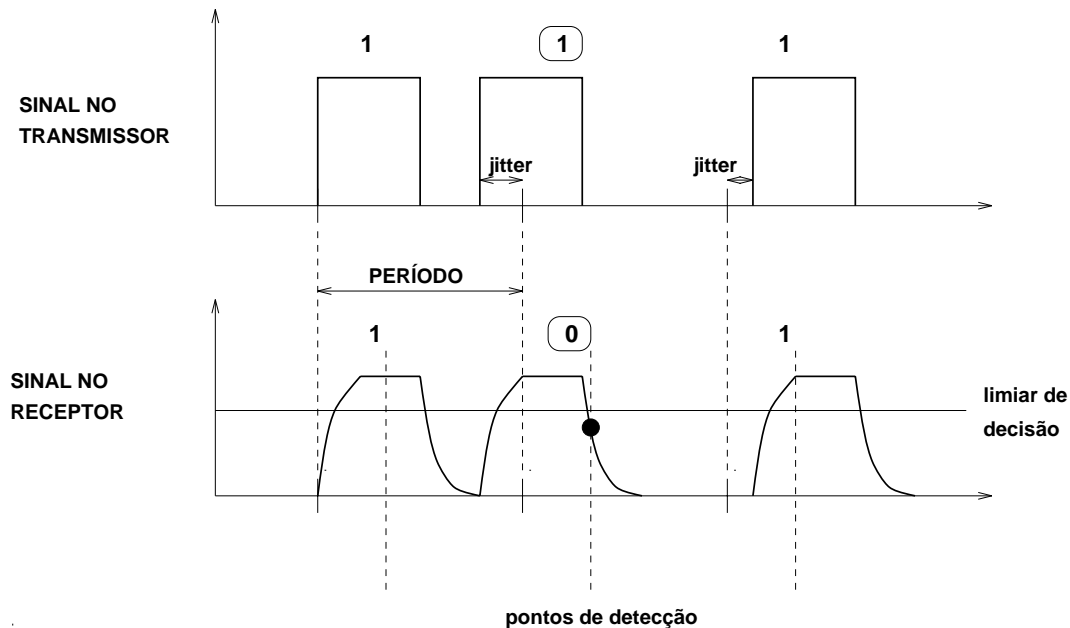 1
1
1
SINAL NO
TRANSMISSOR
jitter
jitter
PERÍODO
1
0
1
SINAL NO
RECEPTOR
limiar de
decisão
pontos de detecção